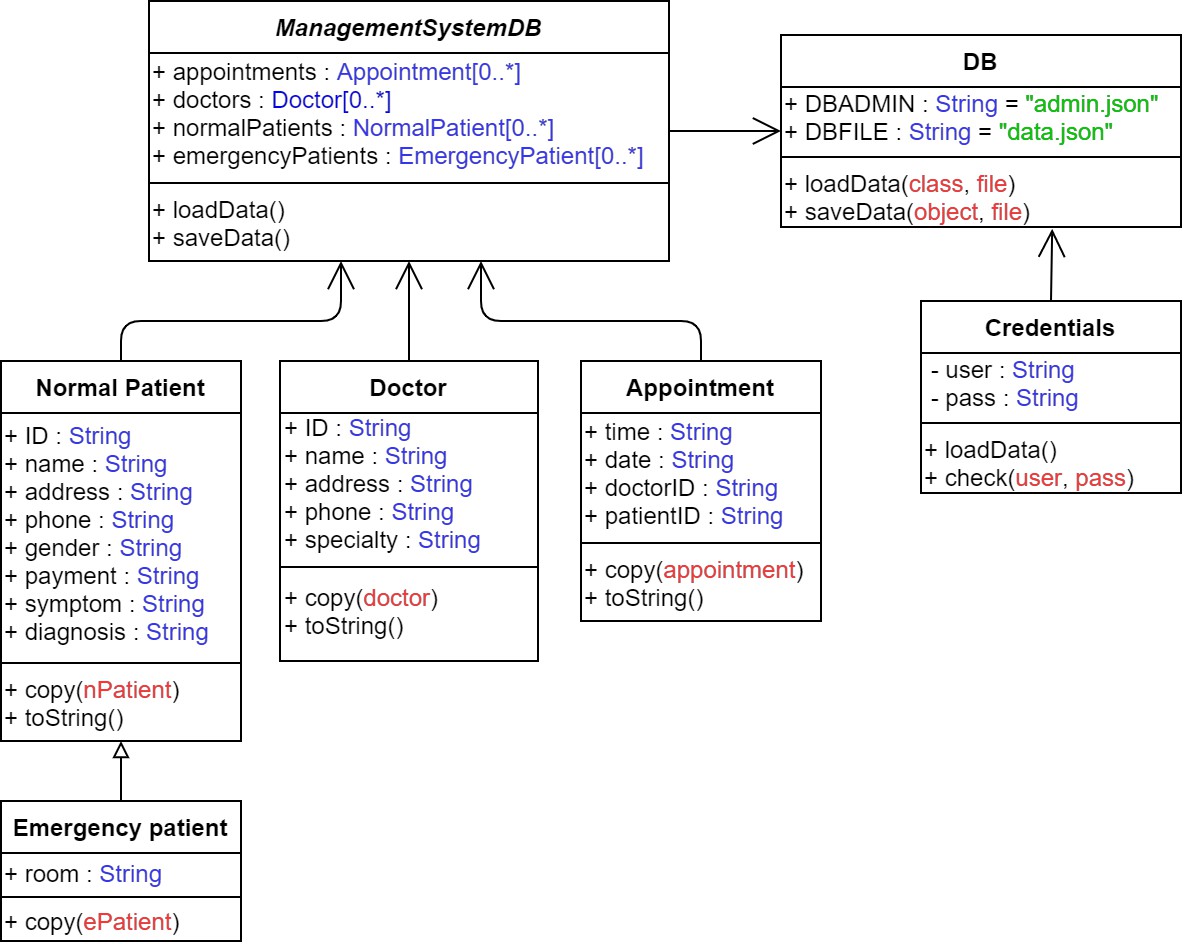 ManagementSystemDB
+ appointments : Appointment[0..*]
+ doctors : Doctor[0..*]
+ normalPatients : NormalPatient[0..*]
+ emergencyPatients : EmergencyPatient[0..*]
+ loadData()
+ saveData()
DB
+ DBADMIN : String = "admin.json"
+ DBFILE : String = "data.json"
+ loadData(class, file)
+ saveData(object, file)
Credentials
- user : String
- pass : String
+ loadData()
+ check(user, pass)
Normal Patient
+ ID : String
+ name : String
+ address : String
+ phone : String
+ gender : String
+ payment : String
+ symptom : String
+ diagnosis : String
+ copy(nPatient)
+ toString()
Doctor
+ ID : String
+ name : String
+ address : String
+ phone : String
+ specialty : String
+ copy(doctor)
+ toString()
Appointment
+ time : String
+ date : String
+ doctorID : String
+ patientID : String
+ copy(appointment)
+ toString()
Emergency patient
+ room : String
+ copy(ePatient)